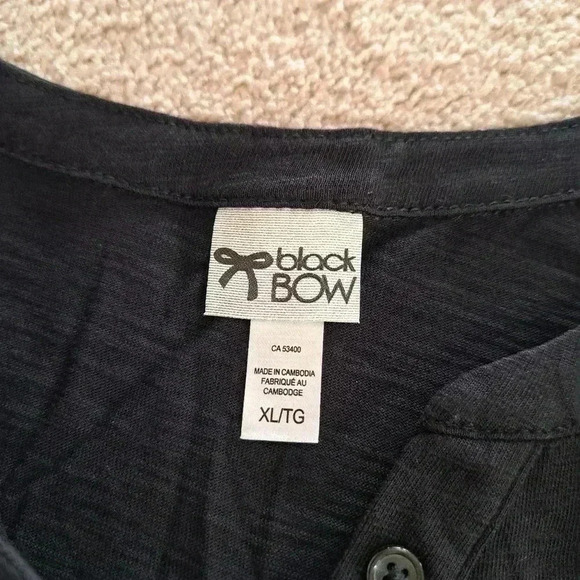 black
BOW
CA 53400
MADE IN CAMBODIA
FABRIQUÉ AU
CAMBODGE
XL/TG